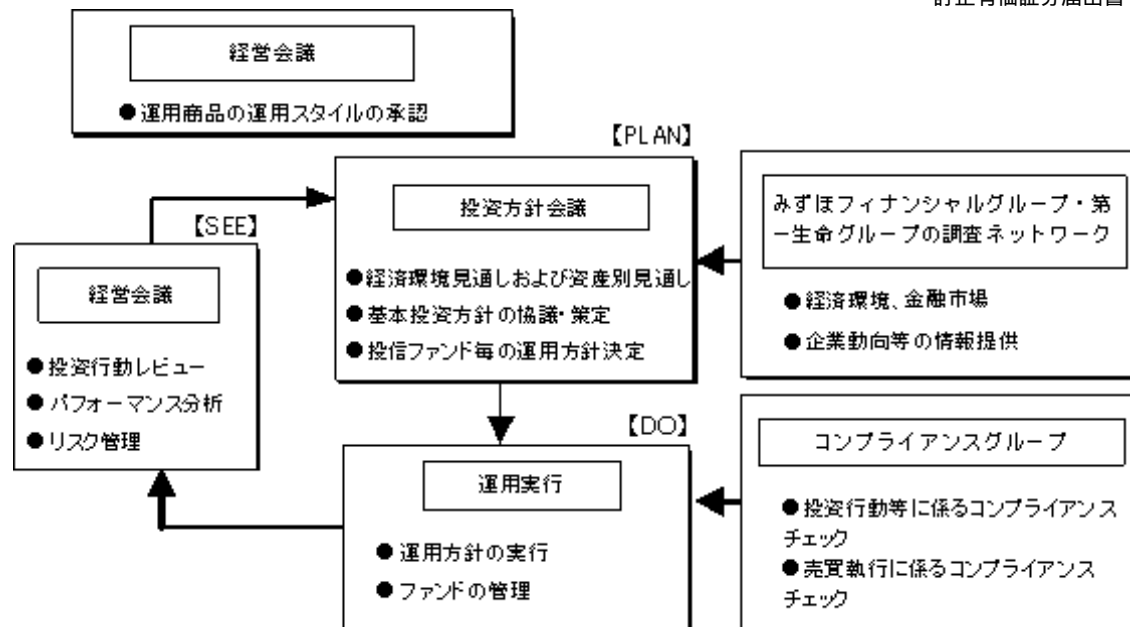 訂正有価証券届出書
経営会議
●運用商品の運用スタイルの承認
【PLAN】
投資方針会議
●経済環境見通しおよび資産別見通し
●基本投資方針の協議・策定
●投信ファンド毎の運用方針決定
みずほフィナンシャルグループ・第
一生命グループの調査ネットワーク
●経済環境、金融市場
●企業動向等の情報提供
【SEE】
経営会議
●投資行動レビュー
●パフォーマンス分析
●リスク管理
【DO】
運用実行
●運用方針の実行
●ファンドの管理
コンプライアンスグループ
●投資行動等に係るコンプライアンス
チェック
●売買執行に係るコンプライアンス
チェック